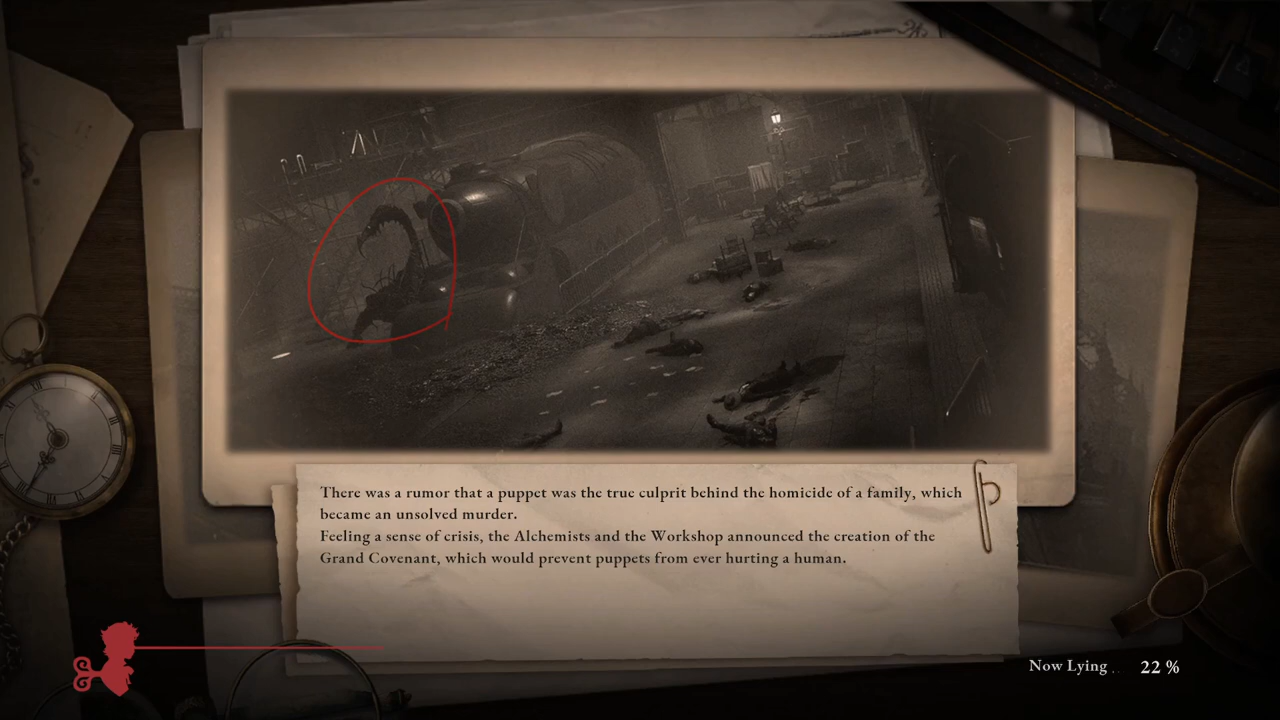 There was a rumor that a puppet was the true culprit behind the homicide of a family, which
became an unsolved murder.
Feeling a sense of crisis, the Alchemists and the Workshop announced the creation of the
Grand Covenant, which would prevent puppets from ever hurting a human.
Now Lying .. 22 %